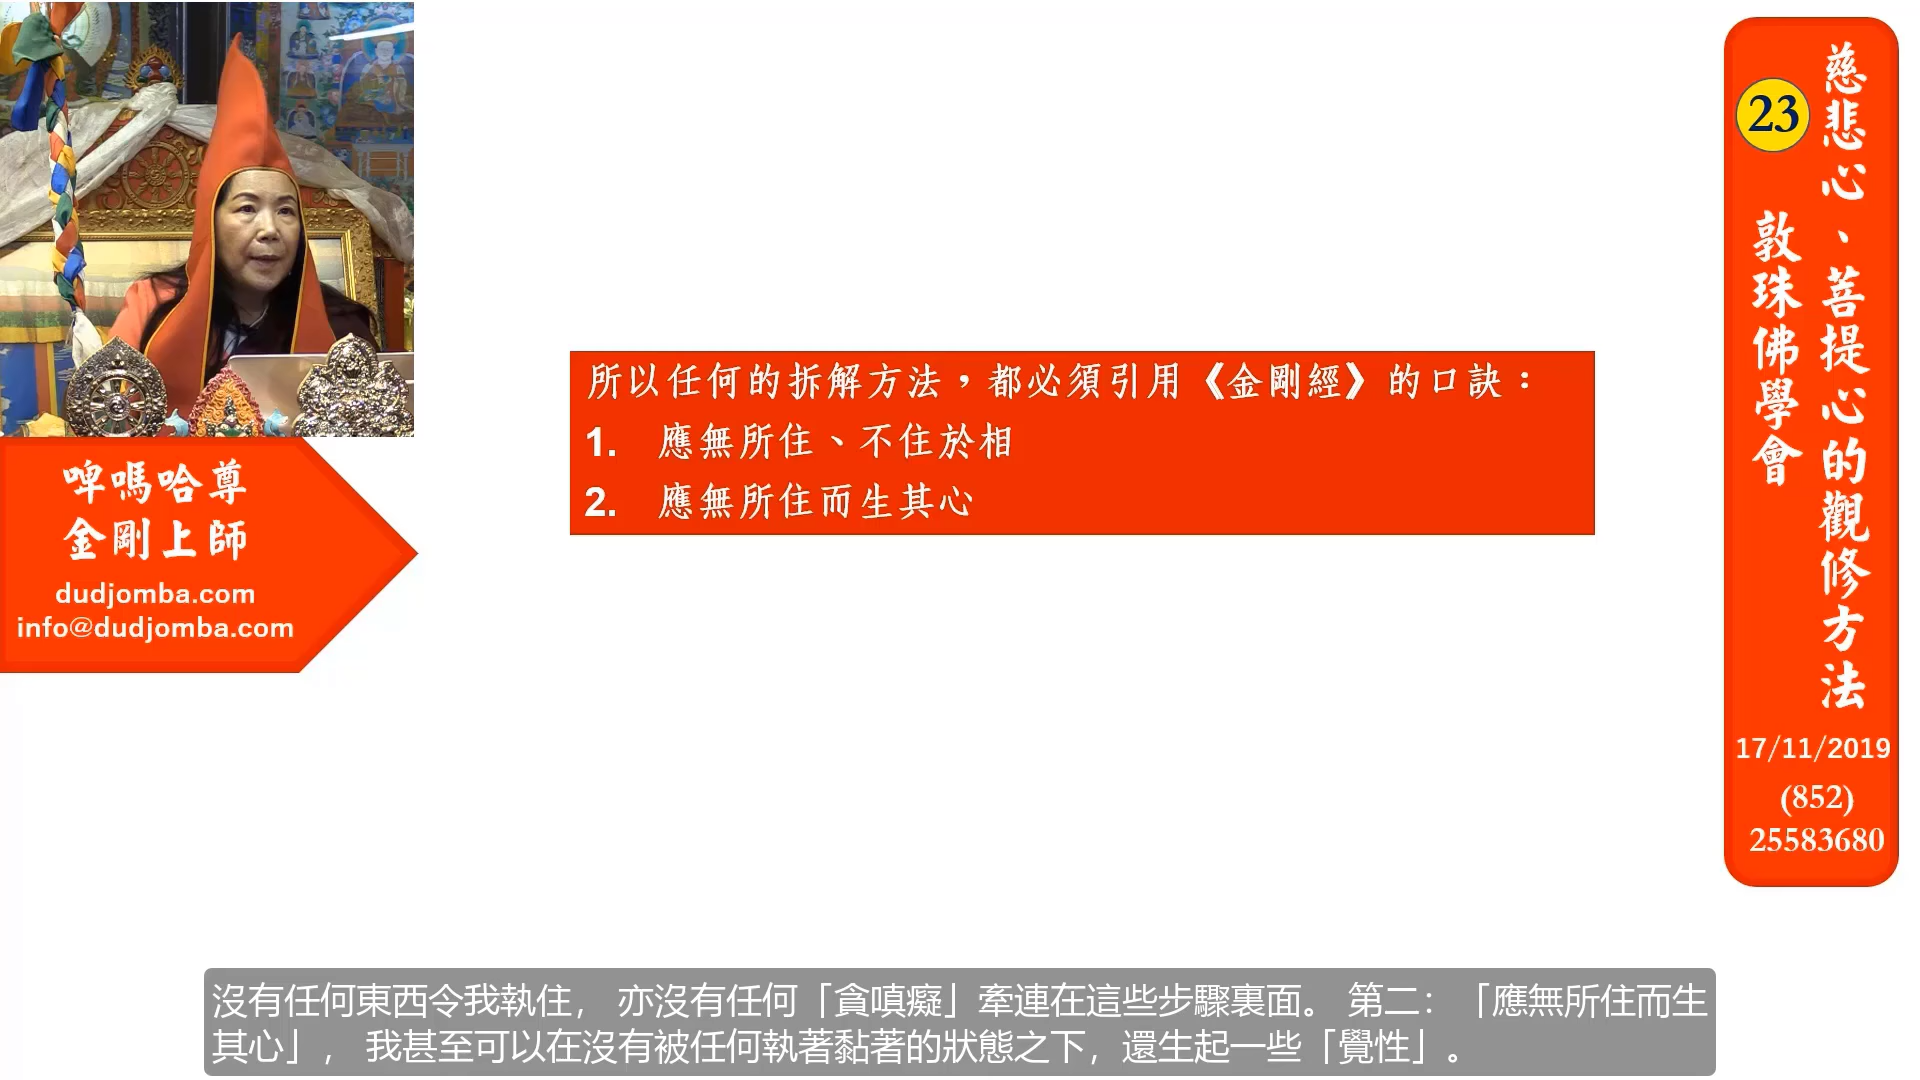 啤嗎哈尊
金剛上師
dudjomba.com
info@dudjomba.com
所以任何的拆解方法，都必須引用《金剛經》的口訣：
1. 應無所住、不住於相
2. 應無所住而生其心
慈悲心、菩提心的觀修方法
23
敦珠佛學會
17/11/2019
(852)
25583680
沒有任何東西令我執住， 亦沒有任何「貪嗔癡」牽連在這些步驟裏面。 第二： 「應無所住而生
其心」， 我甚至可以在沒有被任何執著黏著的狀態之下，還生起一些「覺性」。